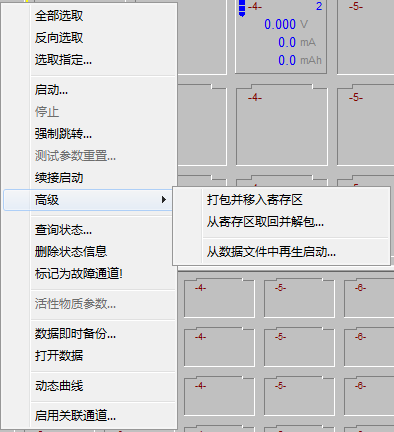 全部选取
反向选取
选取指定...
启动...
停止
强制跳转...
测试参数重置...
续接启动
高级
查询状态...
删除状态信息
标记为故障通道!
活性物质参数...
数据即时备份...
打开数据
动态曲线
启用关联通道...
打包并移入寄存区
从寄存区取回并解包...
从数据文件中再生启动...
-4- 2
0.000 V
0.0 mA
0.0 mAh
-5-
-4-
-5-
-4- -5- -6-
-4- -5- -6-
-4- -5- -6-